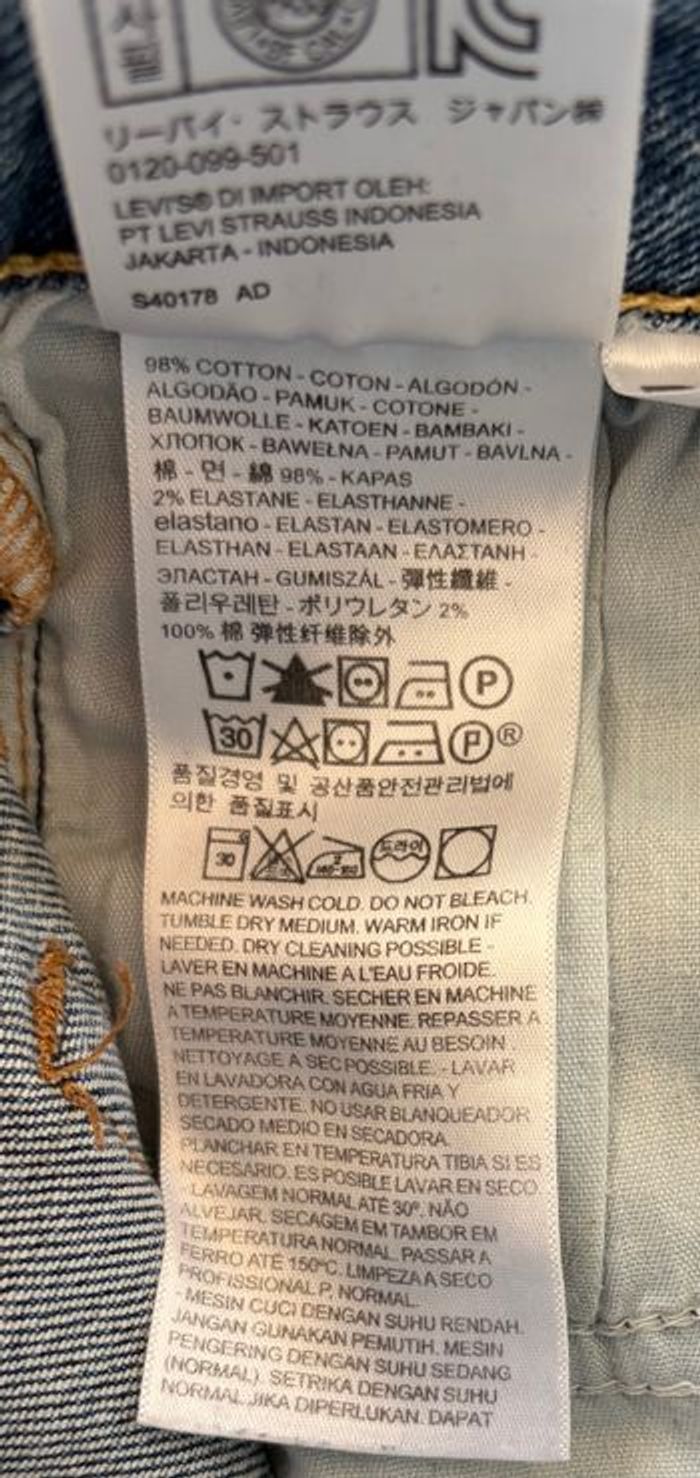 사틀
リーバイ・ストラウス ジャパン㈱
0120-099-501
LEVI'S® DI IMPORT OLEH:
PT LEVI STRAUSS INDONESIA
JAKARTA - INDONESIA
S40178 AD
98% COTTON - COTON - ALGODÓN -
ALGODÃO - PAMUK - COTONE -
BAUMWOLLE - KATOEN - BAMBAKI -
ХЛОПОК - BAWEŁNA - PAMUT - BAVLNA -
棉 - 면 - 綿 98% - KAPAS
2% ELASTANE - ELASTHANNE -
elastano - ELASTAN - ELASTOMERO -
ELASTHAN - ELASTAAN - ΕΛΑΣΤΑΝΗ -
ЭЛАСТАН - GUMISZÁL - 彈性纖維 -
폴리우레탄 - ポリウレタン 2%
100% 棉 弹性纤维除外
P
30 P ®
품질경영 및 공산품안전관리법에
의한 품질표시
30 드라이
MACHINE WASH COLD. DO NOT BLEACH.
TUMBLE DRY MEDIUM. WARM IRON IF
NEEDED. DRY CLEANING POSSIBLE -
LAVER EN MACHINE A L'EAU FROIDE.
NE PAS BLANCHIR. SECHER EN MACHINE
A TEMPERATURE MOYENNE. REPASSER A
TEMPERATURE MOYENNE AU BESOIN .
NETTOYAGE A SEC POSSIBLE. - LAVAR
EN LAVADORA CON AGUA FRIA Y
DETERGENTE. NO USAR BLANQUEADOR
SECADO MEDIO EN SECADORA.
PLANCHAR EN TEMPERATURA TIBIA SI ES
NECESARIO. ES POSIBLE LAVAR EN SECO
- LAVAGEM NORMAL ATÉ 30º. NÃO
ALVEJAR. SECAGEM EM TAMBOR EM
TEMPERATURA NORMAL. PASSAR A
FERRO ATÉ 150ºC. LIMPEZA A SECO
PROFISSIONAL P. NORMAL.
- MESIN CUCI DENGAN SUHU RENDAH.
JANGAN GUNAKAN PEMUTIH. MESIN
PENGERING DENGAN SUHU SEDANG
(NORMAL). SETRIKA DENGAN SUHU
NORMAL JIKA DIPERLUKAN. DAPAT